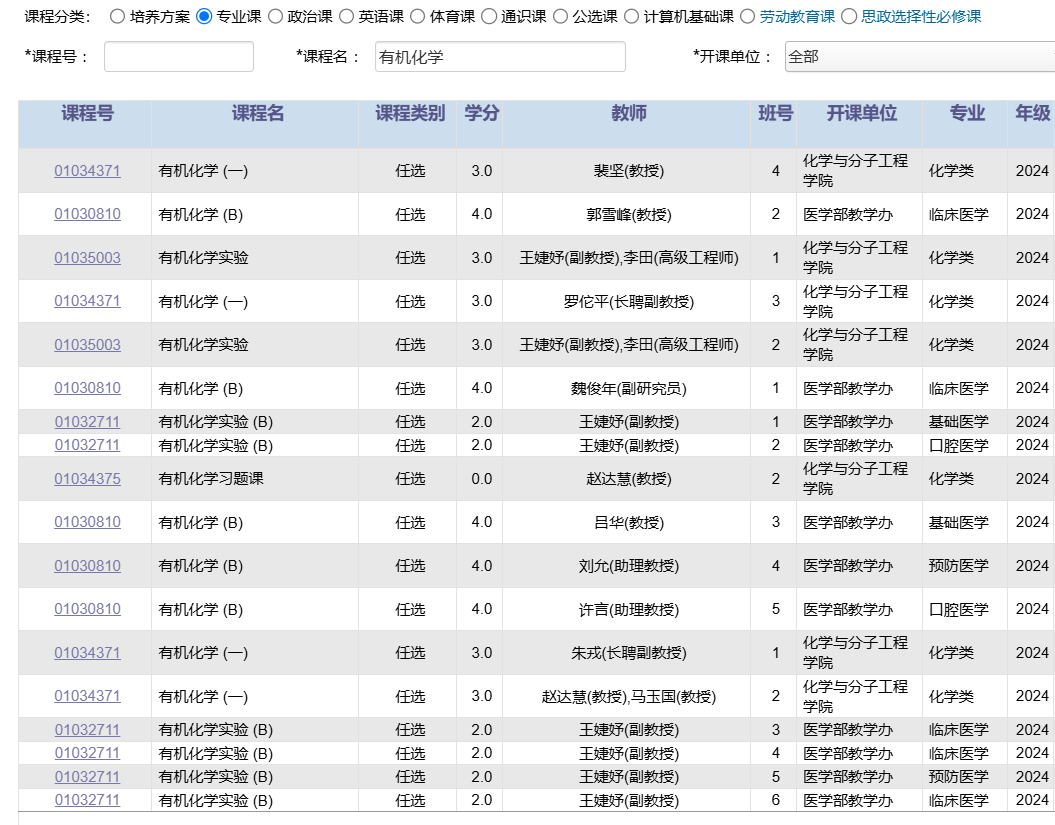 课程分类： 培养方案 专业课 政治课 英语课 体育课 通识课 公选课 计算机基础课 劳动教育课 思政选择性必修课
*课程号： *课程名： 有机化学 *开课单位： 全部
课程号 课程名 课程类别 学分 教师 班号 开课单位 专业 年级
01034371 有机化学 (一) 任选 3.0 裴坚(教授) 4 化学与分子工程学院 化学类 2024
01030810 有机化学 (B) 任选 4.0 郭雪峰(教授) 2 医学部教学办 临床医学 2024
01035003 有机化学实验 任选 3.0 王婕妤(副教授),李田(高级工程师) 1 化学与分子工程学院 化学类 2024
01034371 有机化学 (一) 任选 3.0 罗佗平(长聘副教授) 3 化学与分子工程学院 化学类 2024
01035003 有机化学实验 任选 3.0 王婕妤(副教授),李田(高级工程师) 2 化学与分子工程学院 化学类 2024
01030810 有机化学 (B) 任选 4.0 魏俊年(副研究员) 1 医学部教学办 临床医学 2024
01032711 有机化学实验 (B) 任选 2.0 王婕妤(副教授) 1 医学部教学办 基础医学 2024
01032711 有机化学实验 (B) 任选 2.0 王婕妤(副教授) 2 医学部教学办 口腔医学 2024
01034375 有机化学习题课 任选 0.0 赵达慧(教授) 2 化学与分子工程学院 化学类 2024
01030810 有机化学 (B) 任选 4.0 吕华(教授) 3 医学部教学办 基础医学 2024
01030810 有机化学 (B) 任选 4.0 刘允(助理教授) 4 医学部教学办 预防医学 2024
01030810 有机化学 (B) 任选 4.0 许言(助理教授) 5 医学部教学办 口腔医学 2024
01034371 有机化学 (一) 任选 3.0 朱戎(长聘副教授) 1 化学与分子工程学院 化学类 2024
01034371 有机化学 (一) 任选 3.0 赵达慧(教授),马玉国(教授) 2 化学与分子工程学院 化学类 2024
01032711 有机化学实验 (B) 任选 2.0 王婕妤(副教授) 3 医学部教学办 临床医学 2024
01032711 有机化学实验 (B) 任选 2.0 王婕妤(副教授) 4 医学部教学办 临床医学 2024
01032711 有机化学实验 (B) 任选 2.0 王婕妤(副教授) 5 医学部教学办 预防医学 2024
01032711 有机化学实验 (B) 任选 2.0 王婕妤(副教授) 6 医学部教学办 临床医学 2024